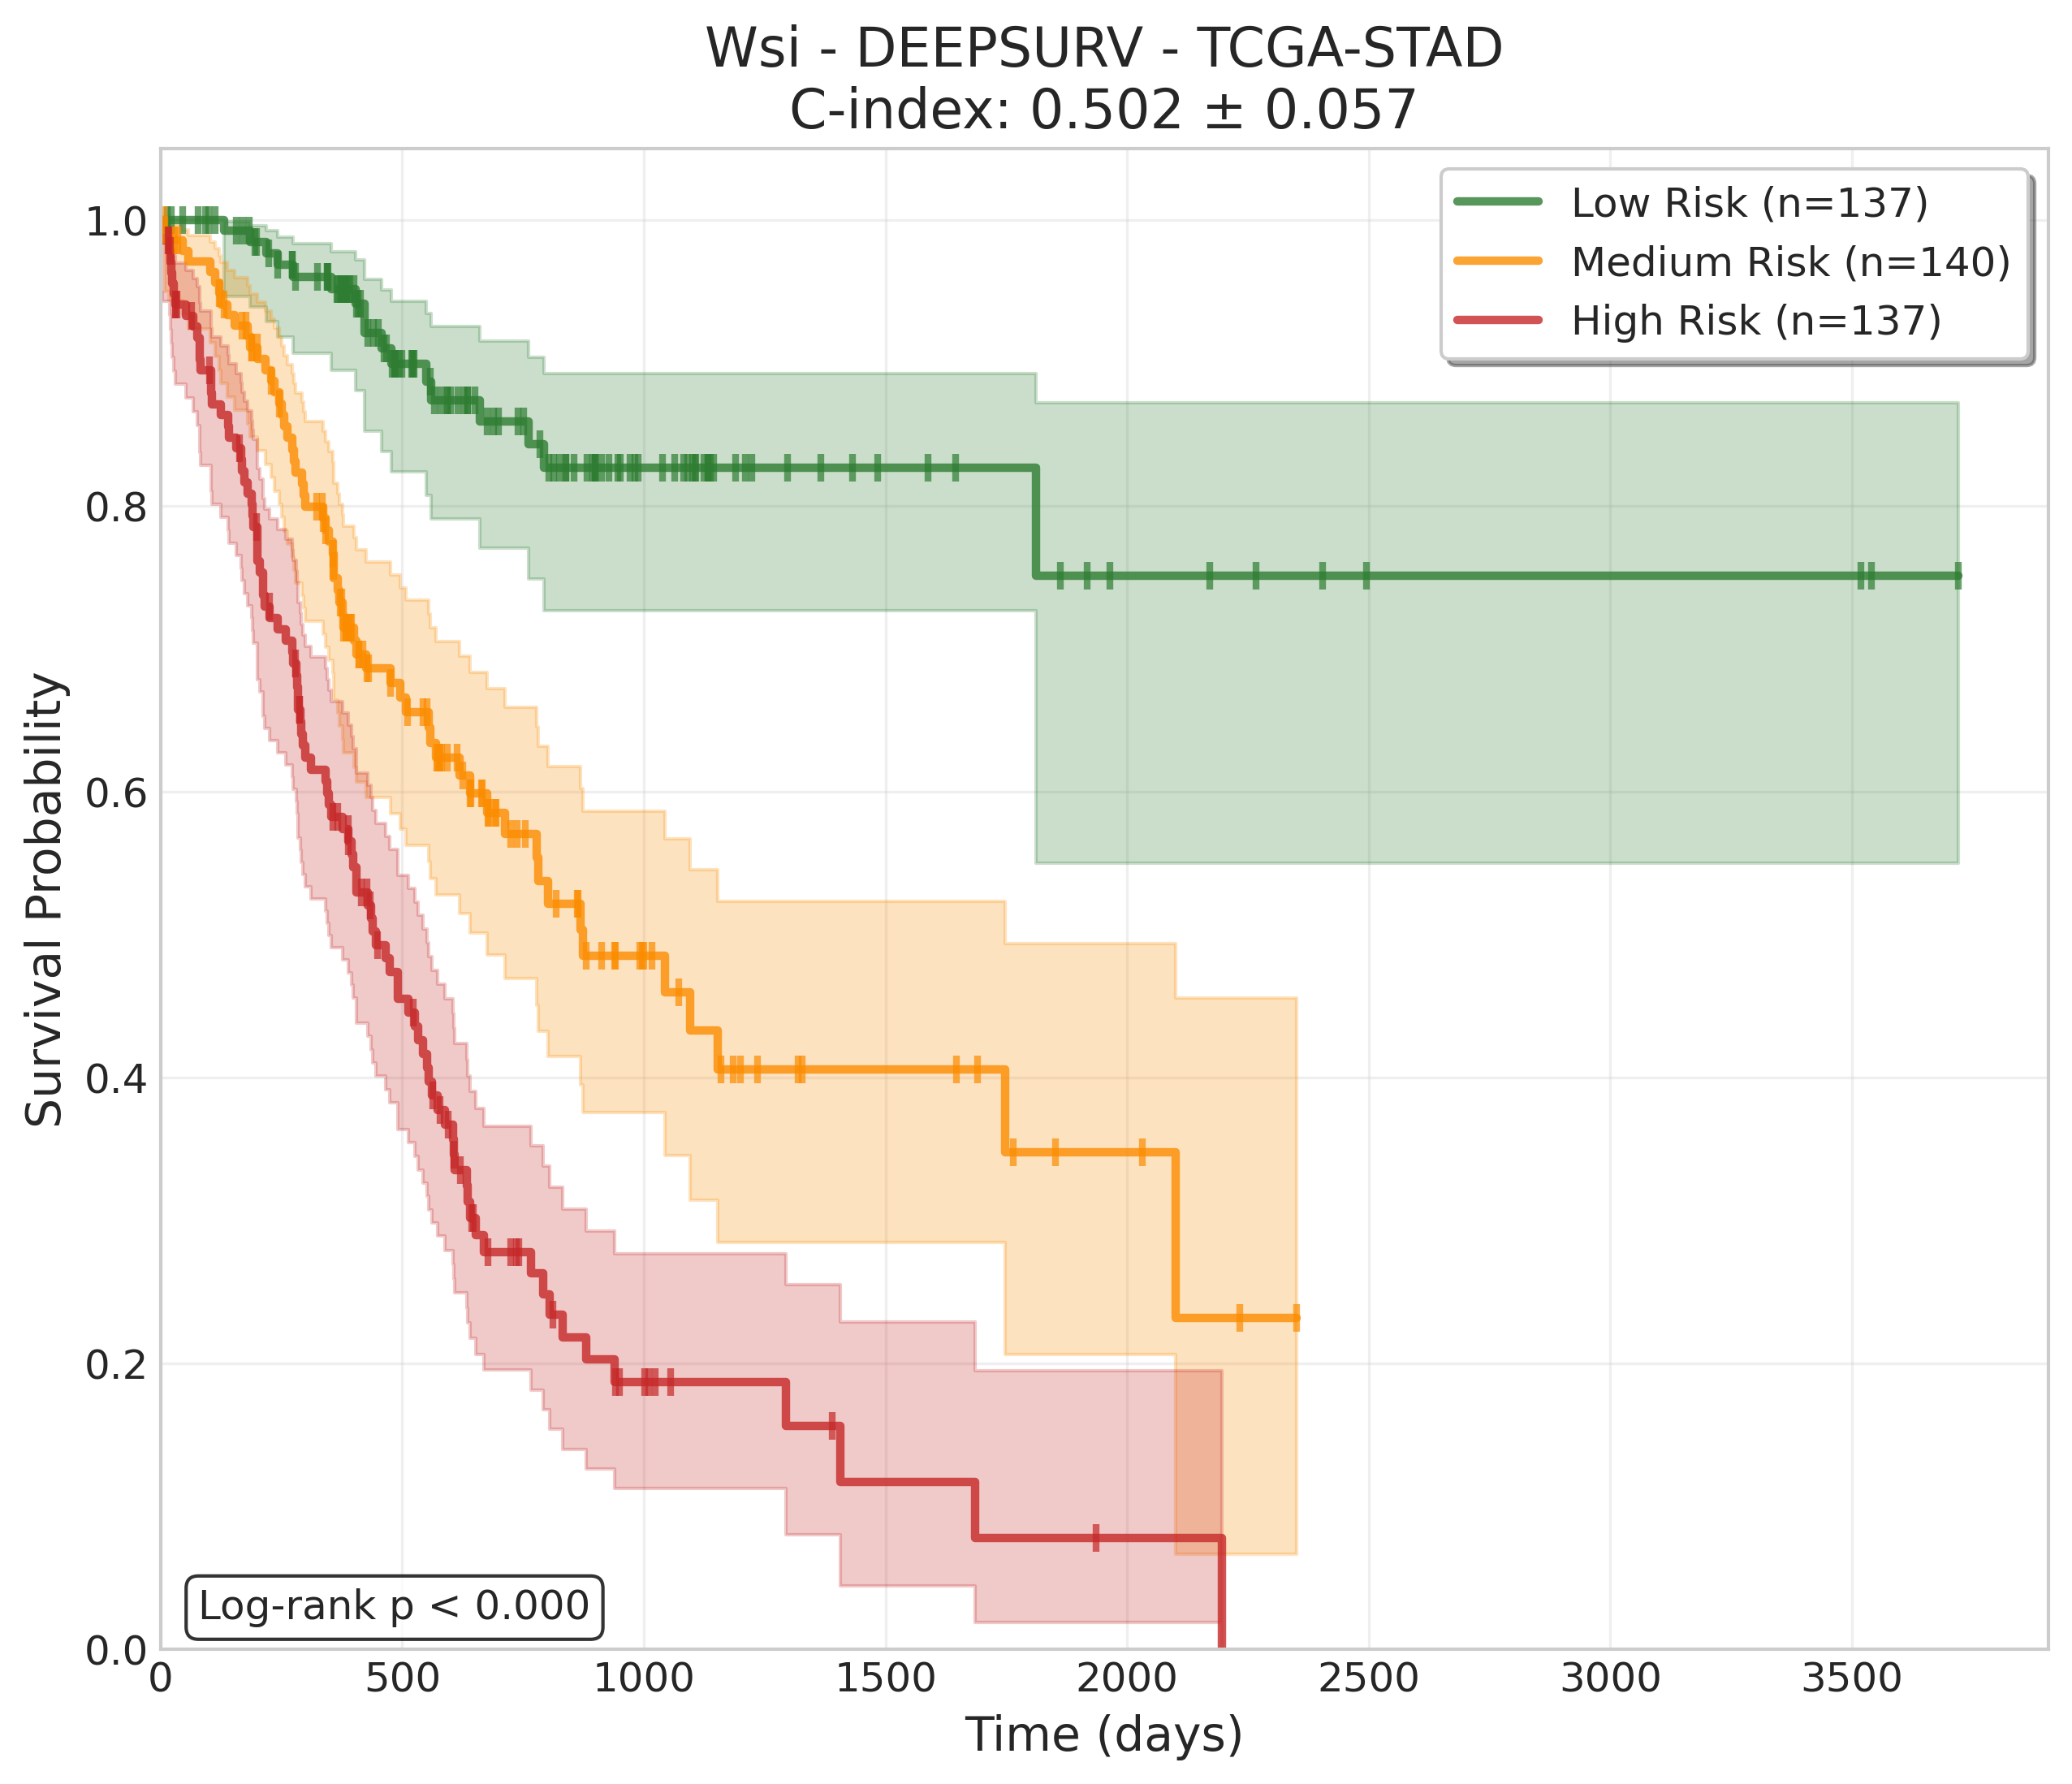 Wsi - DEEPSURV - TCGA-STAD
C-index: 0.502 ± 0.057
Low Risk (n=137)
Medium Risk (n=140)
High Risk (n=137)
Survival Probability
1.0
0.8
0.6
0.4
0.2
0.0
Log-rank p < 0.000
0 500 1000 1500 2000 2500 3000 3500
Time (days)